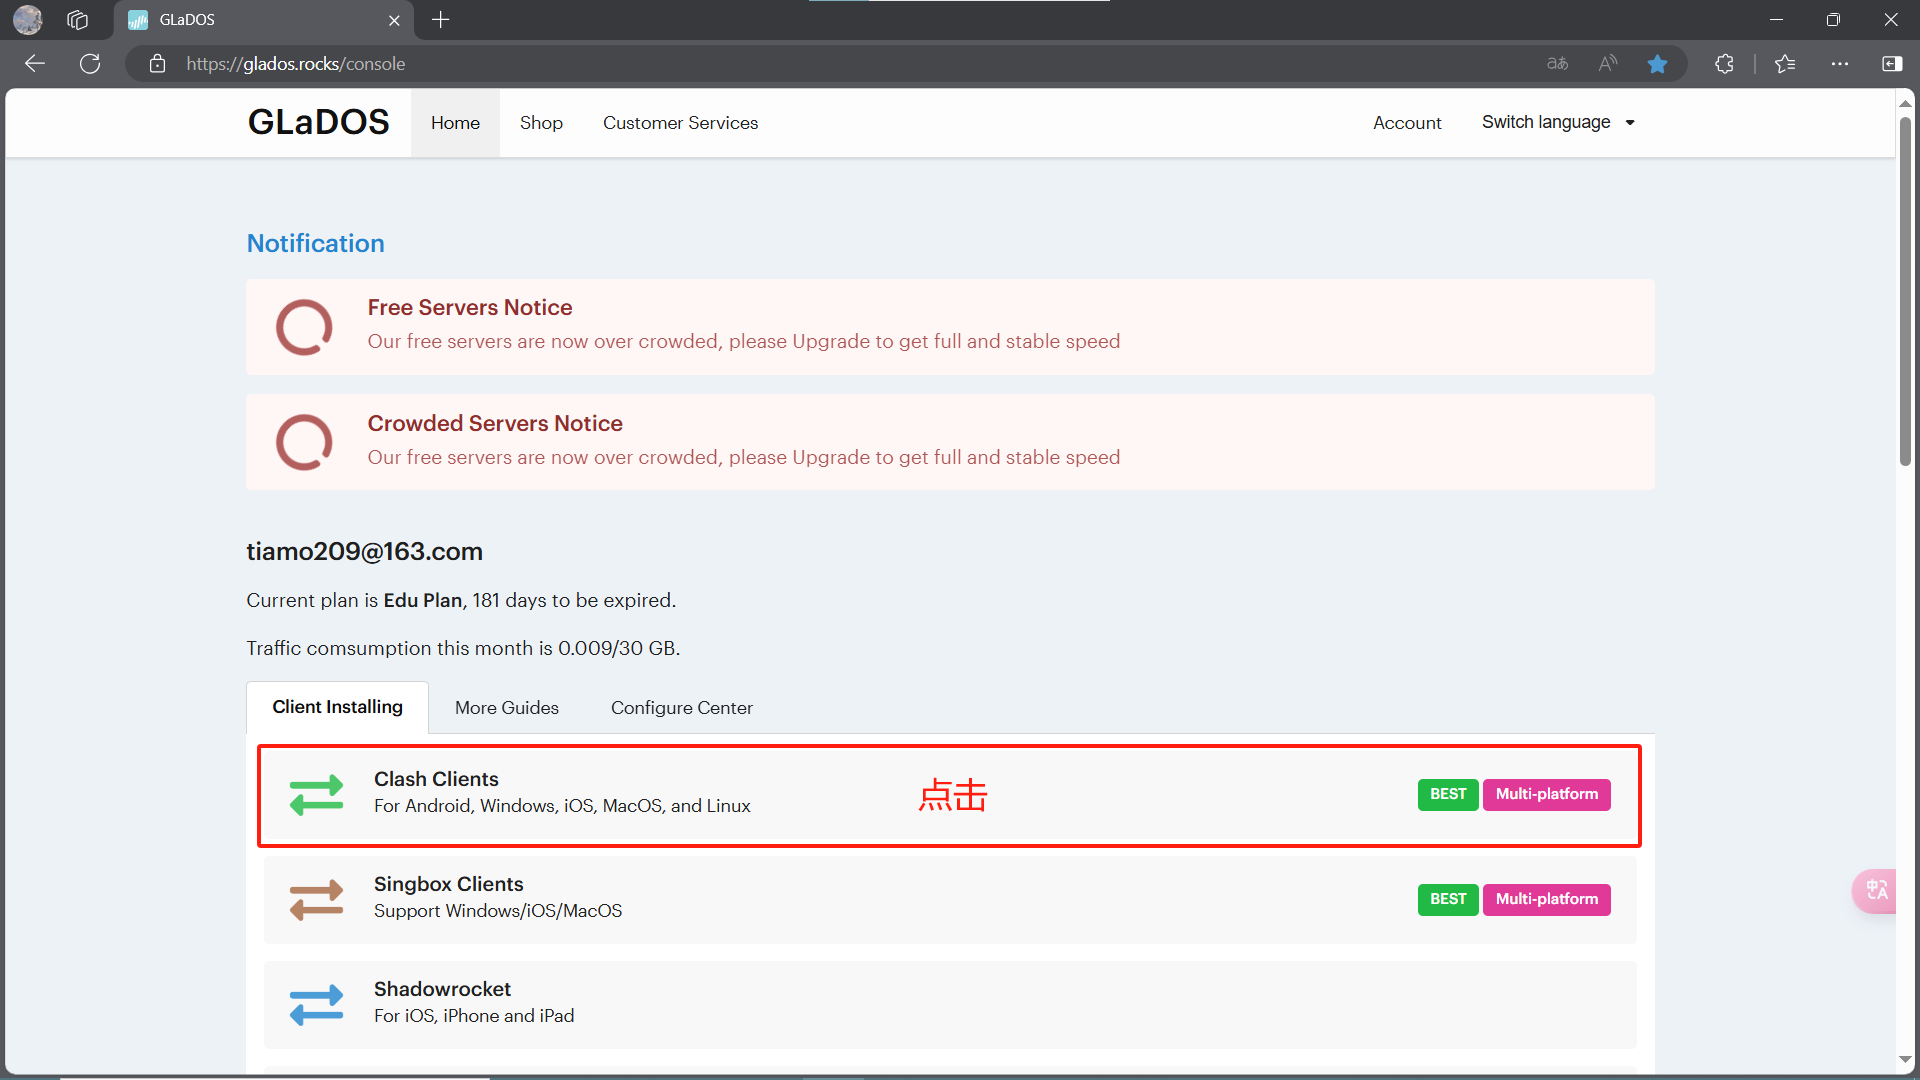 GLaDOS
https://glados.rocks/console
GLaDOS
Home
Shop
Customer Services
Account
Switch language
Notification
Free Servers Notice
Our free servers are now over crowded, please Upgrade to get full and stable speed
Crowded Servers Notice
Our free servers are now over crowded, please Upgrade to get full and stable speed
tiamo209@163.com
Current plan is Edu Plan, 181 days to be expired.
Traffic comsumption this month is 0.009/30 GB.
Client Installing
More Guides
Configure Center
Clash Clients
For Android, Windows, iOS, MacOS, and Linux
点击
BEST
Multi-platform
Singbox Clients
Support Windows/iOS/MacOS
BEST
Multi-platform
Shadowrocket
For iOS, iPhone and iPad